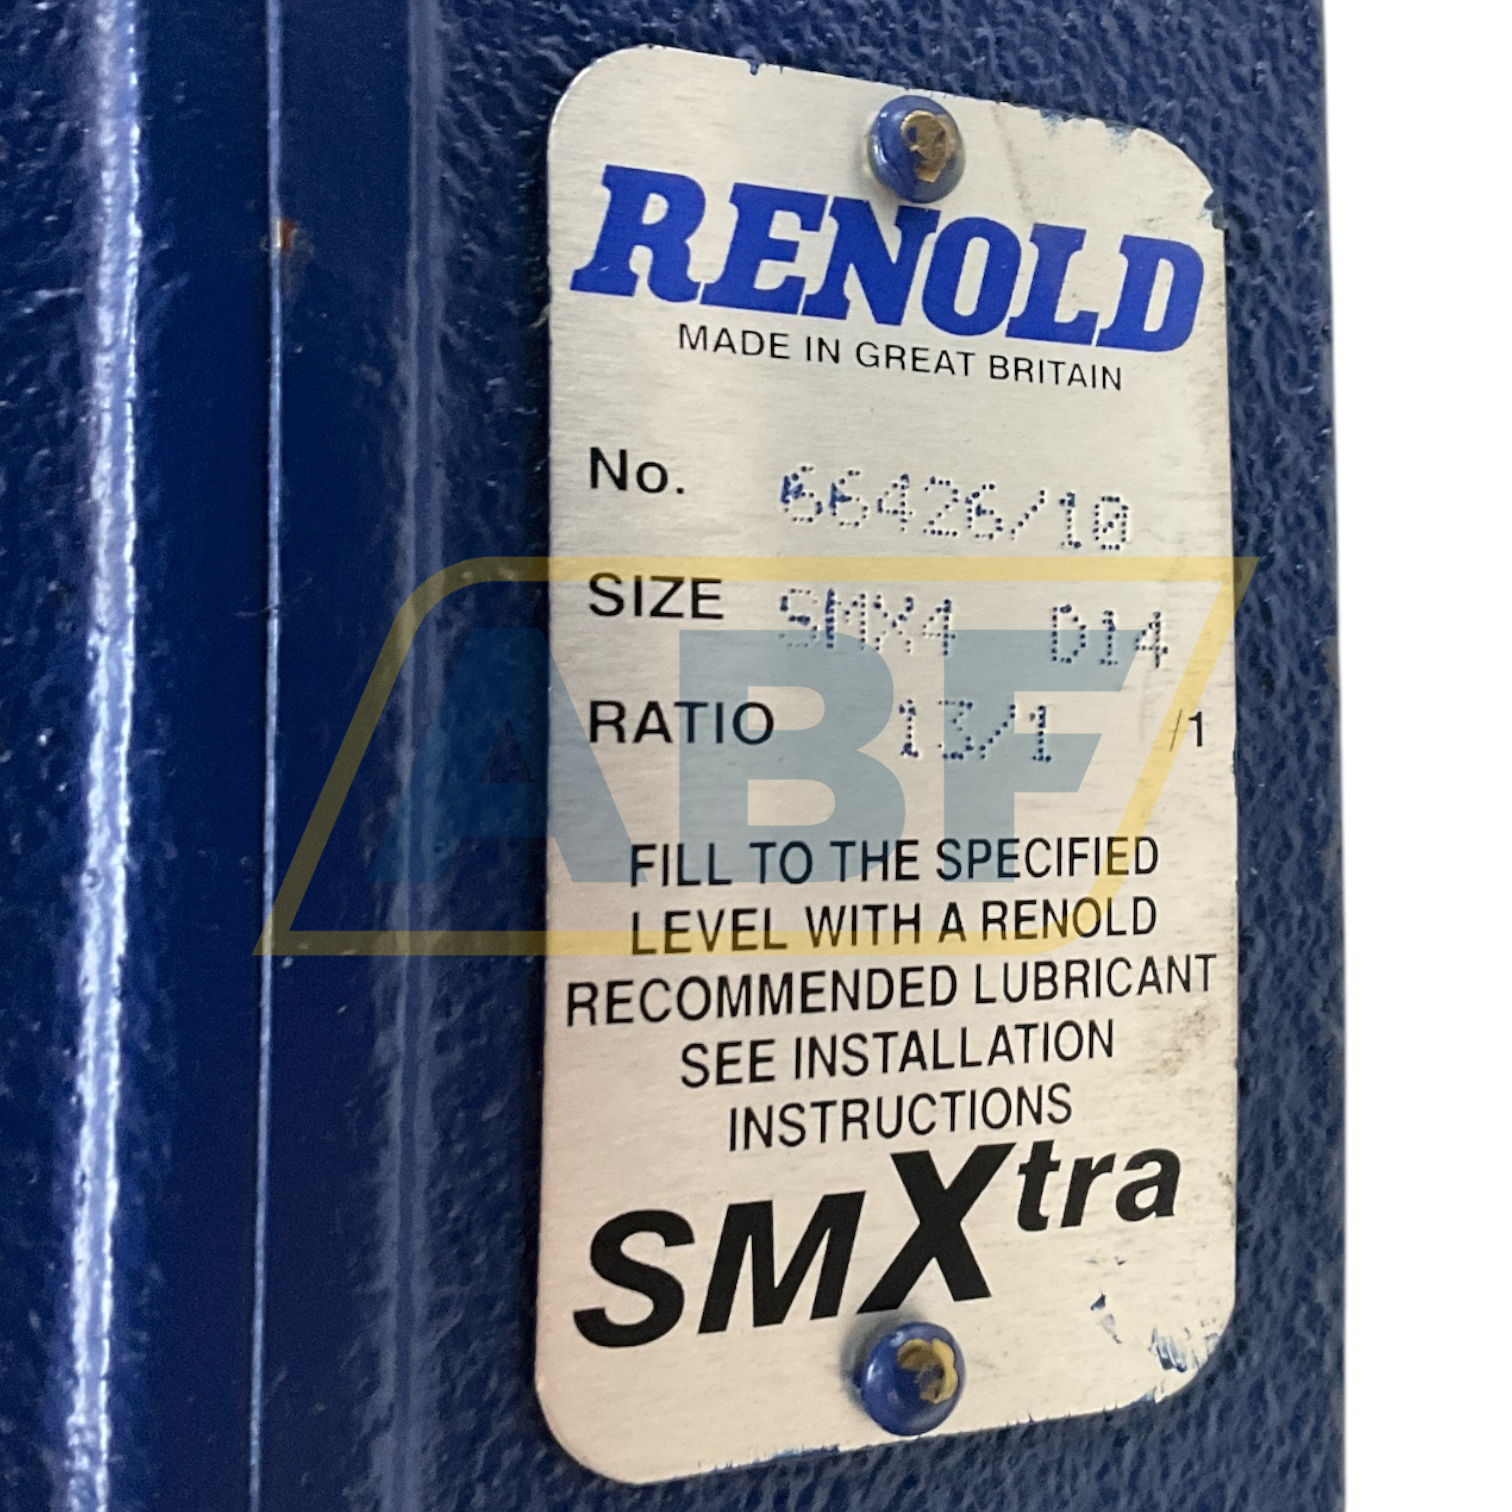 RENOLD
MADE IN GREAT BRITAIN
No. 66426/10
SIZE SMX4 D14
RATIO 13/1 /1
ABF
FILL TO THE SPECIFIED
LEVEL WITH A RENOLD
RECOMMENDED LUBRICANT
SEE INSTALLATION
INSTRUCTIONS
SMXtra